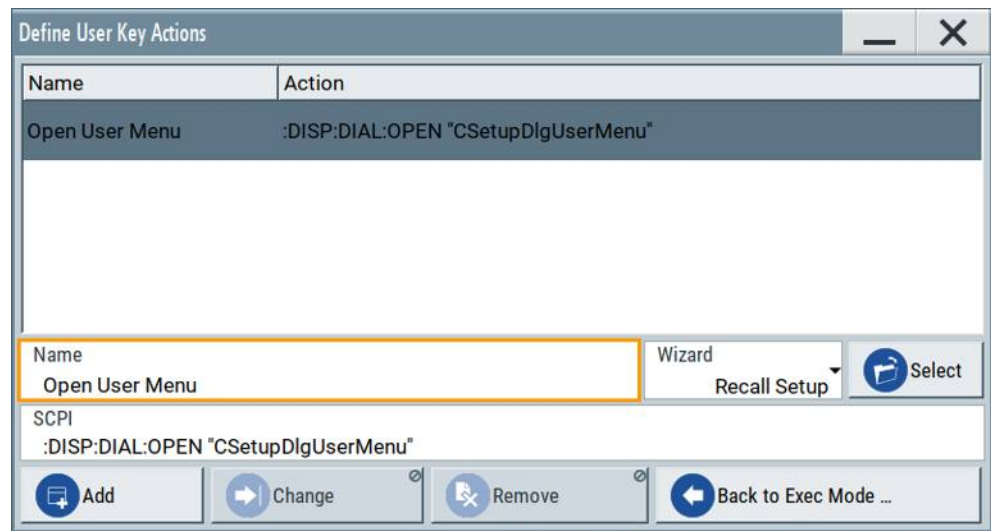 Define User Key Actions
Name Action
Open User Menu :DISP:DIAL:OPEN "CSetupDlgUserMenu"
Name
Open User Menu
Wizard
Recall Setup
Select
SCPI
:DISP:DIAL:OPEN "CSetupDlgUserMenu"
Add Change Remove Back to Exec Mode ...